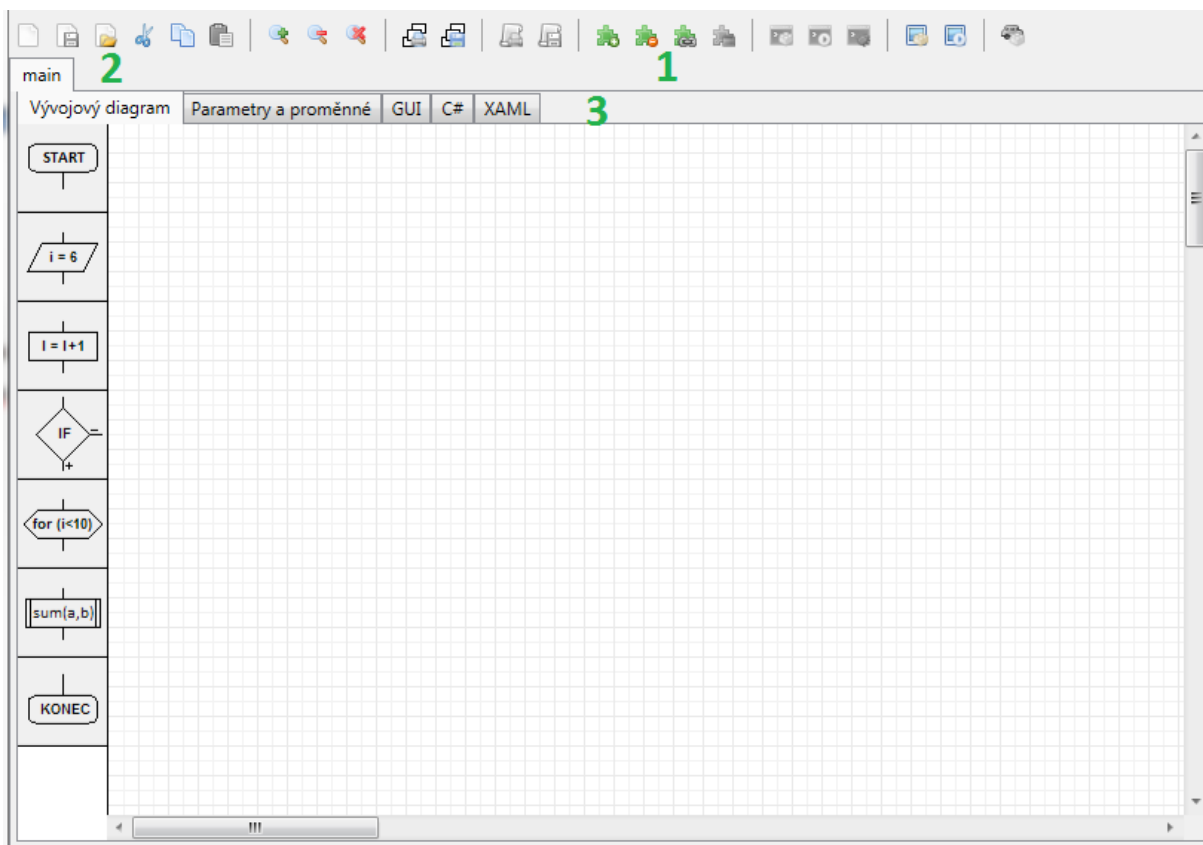 main 2 1
Vývojový diagram Parametry a proměnné GUI C# XAML 3
START
i = 6
I = I+1
IF
+
for (i<10)
sum(a,b)
KONEC